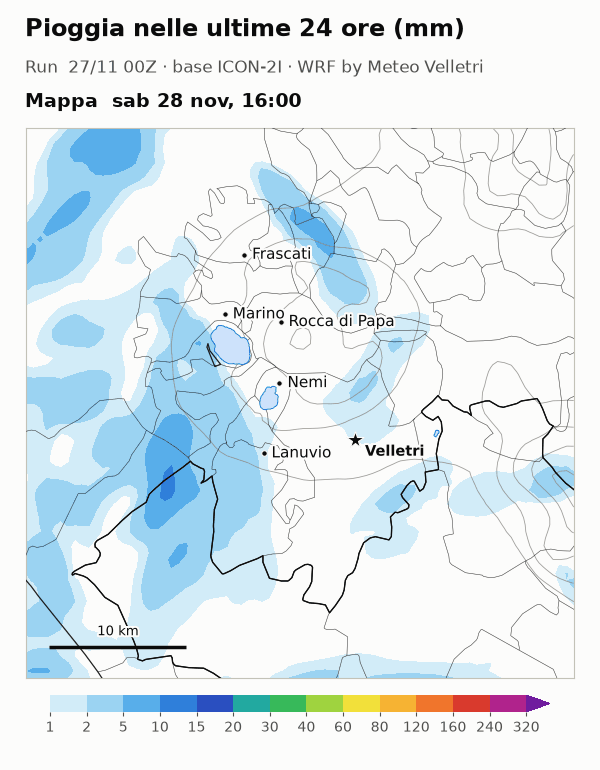 Pioggia nelle ultime 24 ore (mm)
Run  27/11 00Z · base ICON-2I · WRF by Meteo Velletri
Mappa  sab 28 nov, 16:00
Frascati
Marino
Rocca di Papa
Nemi
Velletri
Lanuvio
10 km
1 2 5 10 15 20 30 40 60 80 120 160 240 320